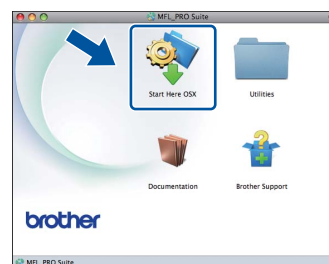 MFL_PRO Suite
Start Here OSX
Utilities
Documentation
Brother Support
brother
MFL_PRO Suite